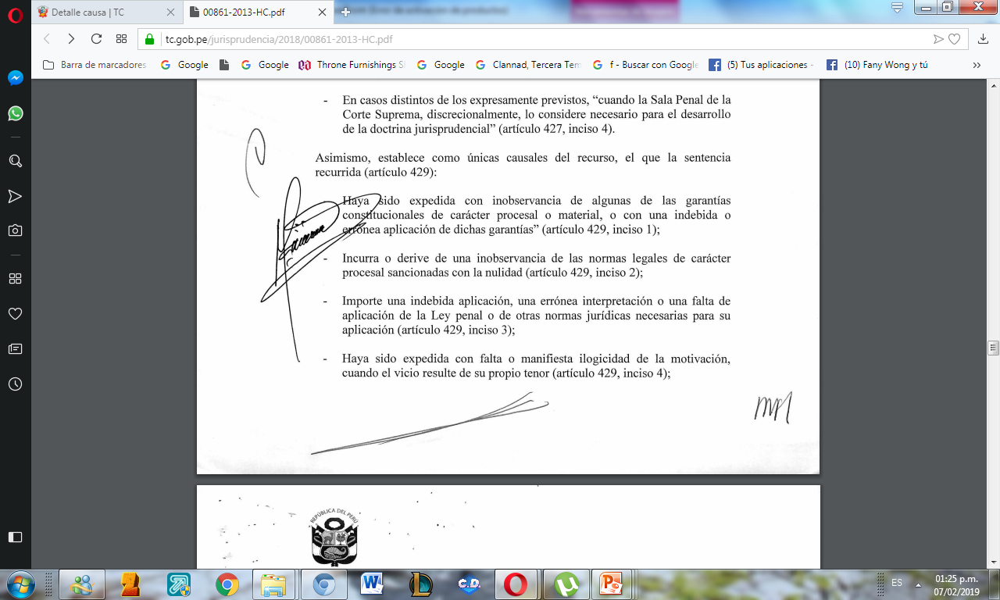 Detalle causa | TC
00861-2013-HC.pdf
tc.gob.pe/jurisprudencia/2018/00861-2013-HC.pdf
Barra de marcadores
Google
Google
Throne Furnishings S
Google
Clannad, Tercera Tem
f - Buscar con Google
(5) Tus aplicaciones -
(10) Fany Wong y tú
- En casos distintos de los expresamente previstos, “cuando la Sala Penal de la
Corte Suprema, discrecionalmente, lo considere necesario para el desarrollo
de la doctrina jurisprudencial” (artículo 427, inciso 4).
Asimismo, establece como únicas causales del recurso, el que la sentencia
recurrida (artículo 429):
Haya sido expedida con inobservancia de algunas de las garantías
constitucionales de carácter procesal o material, o con una indebida o
errónea aplicación de dichas garantías” (artículo 429, inciso 1);
- Incurra o derive de una inobservancia de las normas legales de carácter
procesal sancionadas con la nulidad (artículo 429, inciso 2);
- Importe una indebida aplicación, una errónea interpretación o una falta de
aplicación de la Ley penal o de otras normas jurídicas necesarias para su
aplicación (artículo 429, inciso 3);
- Haya sido expedida con falta o manifiesta ilogicidad de la motivación,
cuando el vicio resulte de su propio tenor (artículo 429, inciso 4);
REPÚBLICA DEL PERÚ
C.D.
ES
01:25 p.m.
07/02/2019